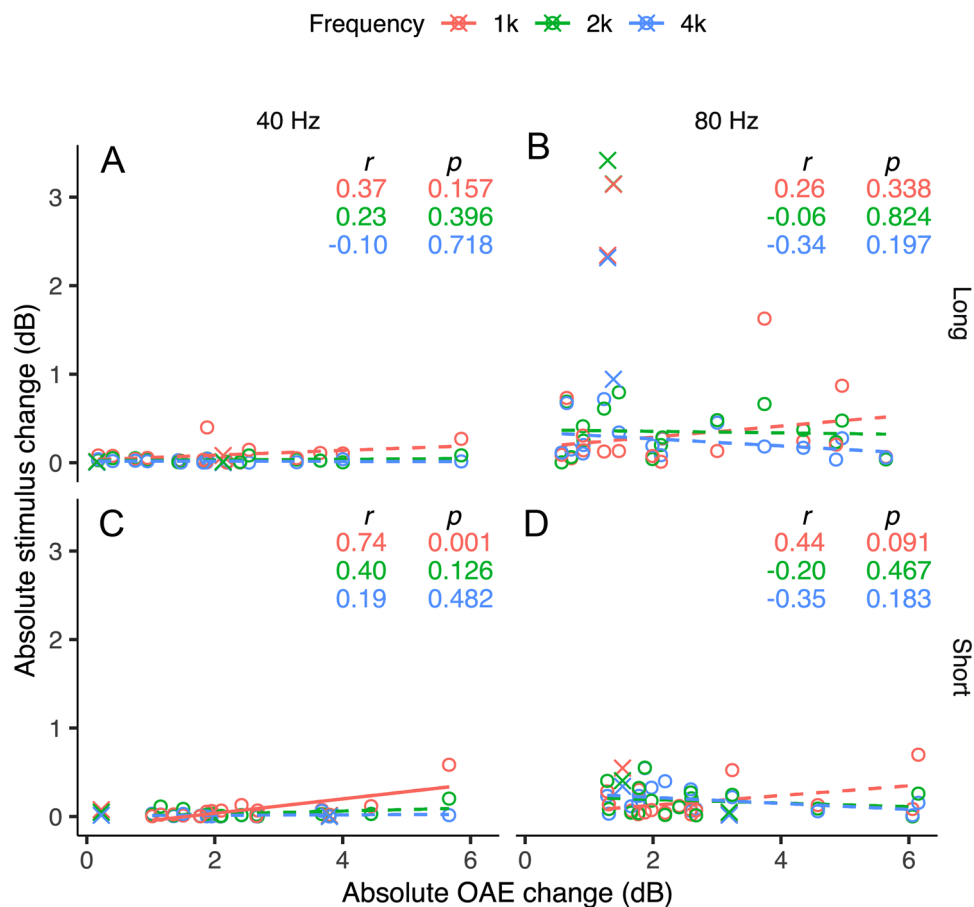 Frequency 1k 2k 4k
40 Hz 80 Hz
A r p
0.37 0.157
0.23 0.396
-0.10 0.718
B r p
0.26 0.338
-0.06 0.824
-0.34 0.197
Long
3
2
1
0
C r p
0.74 0.001
0.40 0.126
0.19 0.482
D r p
0.44 0.091
-0.20 0.467
-0.35 0.183
Short
3
2
1
0
Absolute stimulus change (dB)
0 2 4 6 0 2 4 6
Absolute OAE change (dB)